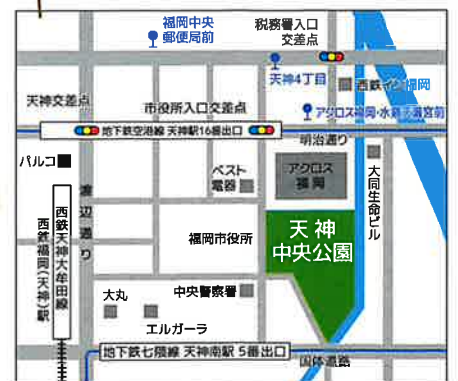 福岡中央
郵便局前
税務署入口
交差点
天神4丁目
西鉄イン福岡
天神交差点
市役所入口交差点
アクロス福岡・水鏡天満宮前
地下鉄空港線 天神駅16番出口
明治通り
パルコ
ベスト
電器
アクロス
福岡
大同生命ビル
渡辺通り
西鉄天神大牟田線
西鉄福岡(天神)駅
福岡市役所
天神
中央公園
大丸
中央警察署
エルガーラ
地下鉄七隈線 天神南駅 5番出口
国体道路